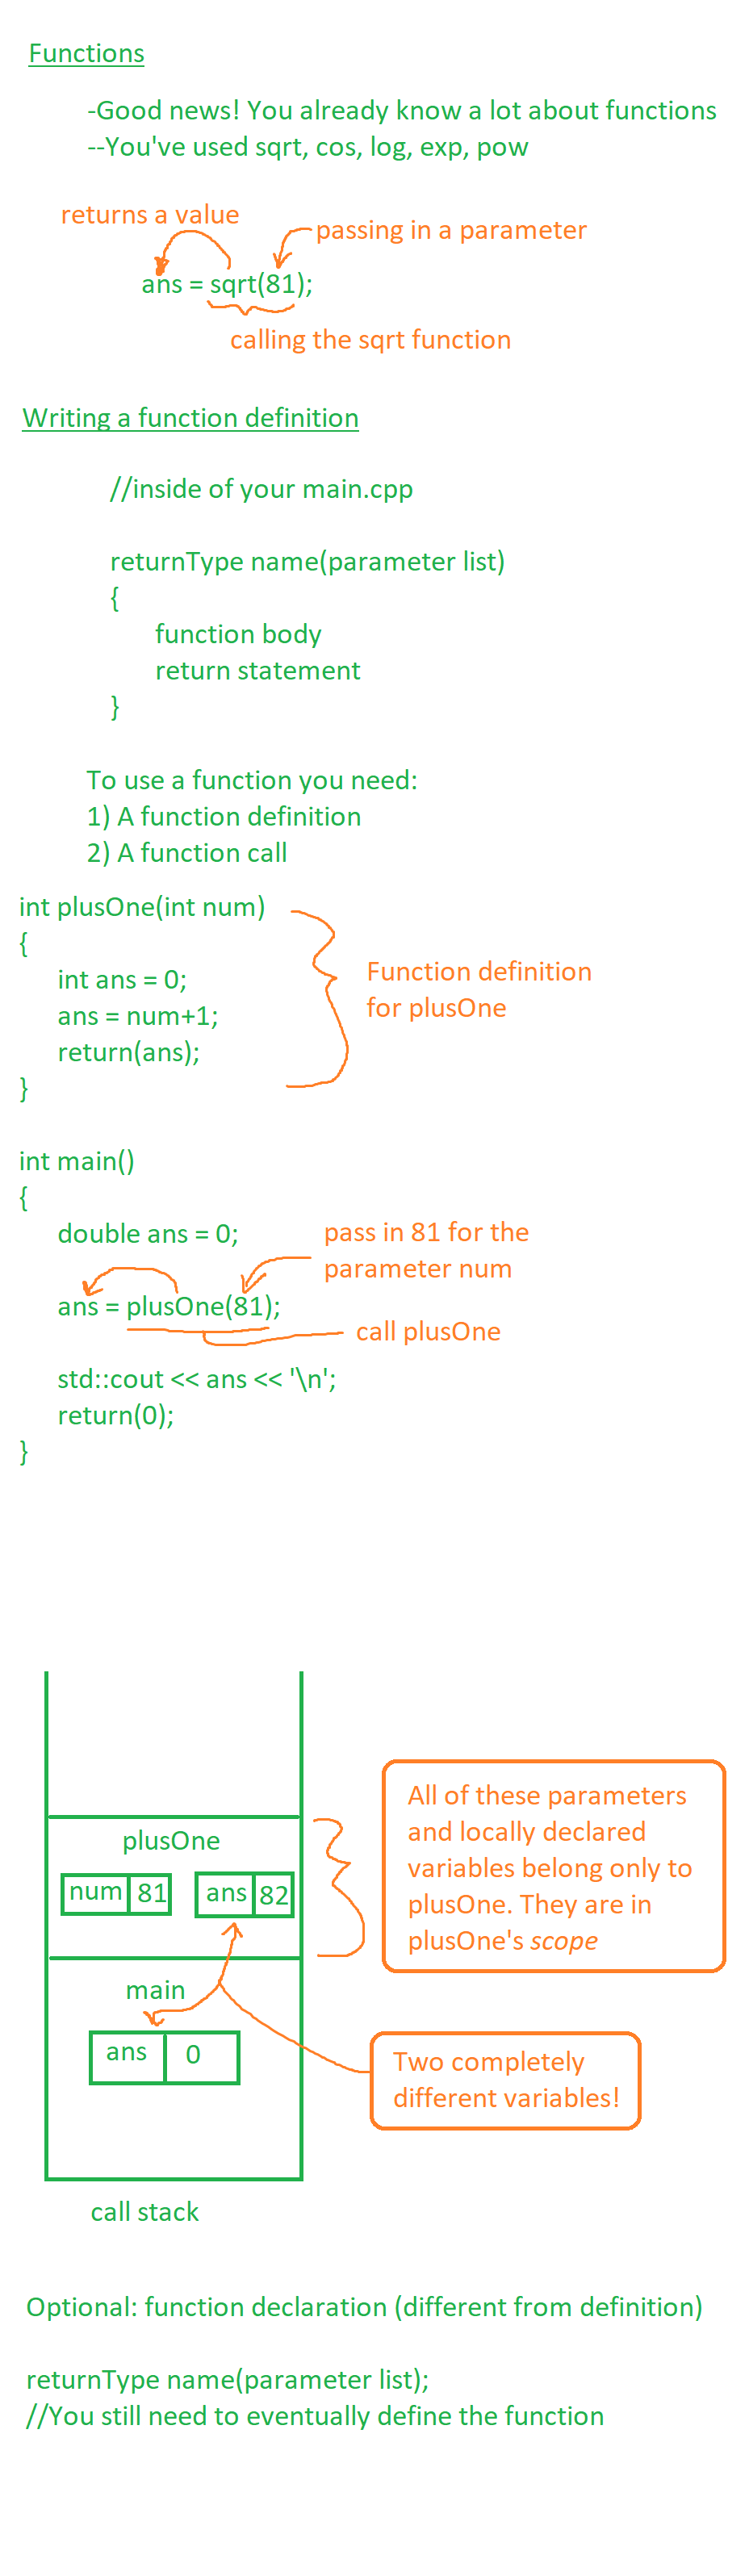 Functions
-Good news! You already know a lot about functions
--You've used sqrt, cos, log, exp, pow
returns a value
passing in a parameter
ans = sqrt(81);
calling the sqrt function
Writing a function definition
//inside of your main.cpp
returnType name(parameter list)
{
function body
return statement
}
To use a function you need:
1) A function definition
2) A function call
int plusOne(int num)
{
int ans = 0;
ans = num+1;
return(ans);
}
Function definition
for plusOne
int main()
{
double ans = 0;
pass in 81 for the
parameter num
ans = plusOne(81);
call plusOne
std::cout << ans << '\n';
return(0);
}
plusOne
num 81 ans 82
All of these parameters
and locally declared
variables belong only to
plusOne. They are in
plusOne's scope
main
ans 0
Two completely
different variables!
call stack
Optional: function declaration (different from definition)
returnType name(parameter list);
//You still need to eventually define the function